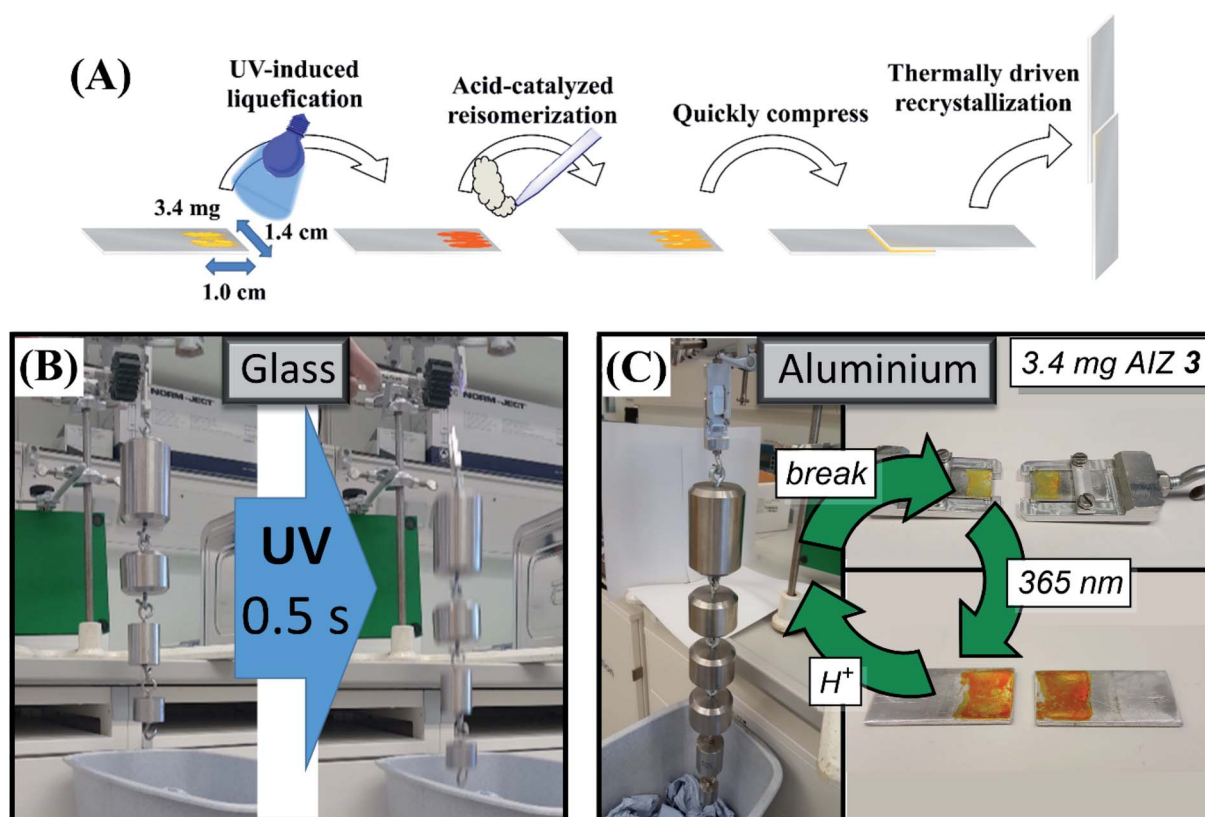 (A)
UV-induced
liquefication
Acid-catalyzed
reisomerization
Quickly compress
Thermally driven
recrystallization
3.4 mg
1.4 cm
1.0 cm
(B)
Glass
NORM-JECT
UV
0.5 s
(C)
Aluminium
3.4 mg AIZ 3
break
365 nm
H+